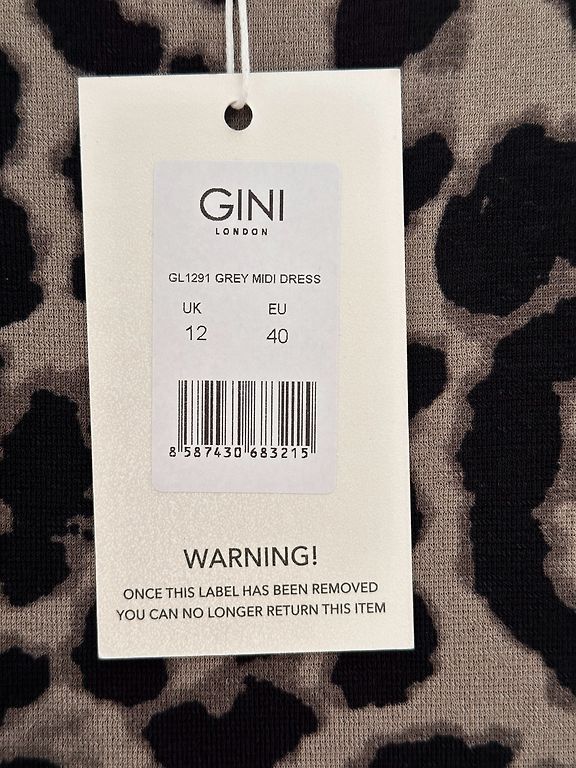 GINI
LONDON
GL1291 GREY MIDI DRESS
UK EU
12 40
8 587430 683215
WARNING!
ONCE THIS LABEL HAS BEEN REMOVED
YOU CAN NO LONGER RETURN THIS ITEM